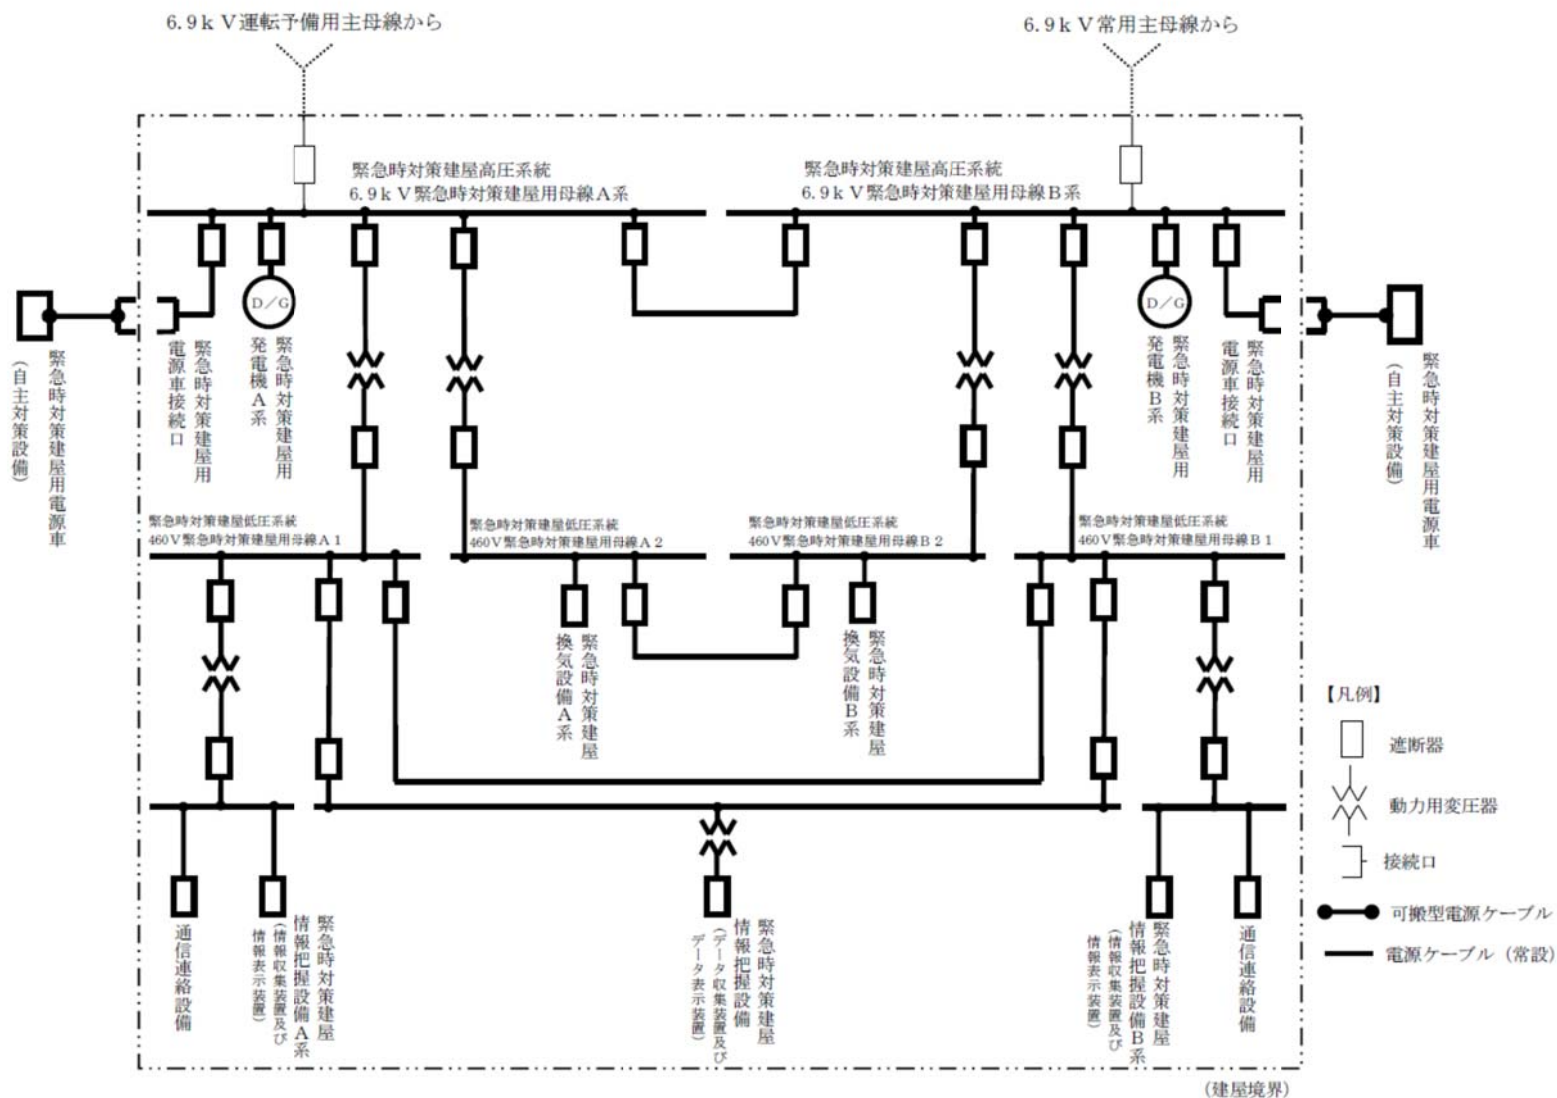 6.9kV運転予備用主母線から
6.9kV常用主母線から
緊急時対策建屋高圧系統
6.9kV緊急時対策建屋用母線A系
緊急時対策建屋高圧系統
6.9kV緊急時対策建屋用母線B系
D/G
D/G
緊急時対策建屋用電源車
(自主対策設備)
緊急時対策建屋用
電源車接続口
緊急時対策建屋用
発電機A系
緊急時対策建屋用
発電機B系
緊急時対策建屋用
電源車接続口
緊急時対策建屋用電源車
(自主対策設備)
緊急時対策建屋低圧系統
460V緊急時対策建屋用母線A1
緊急時対策建屋低圧系統
460V緊急時対策建屋用母線A2
緊急時対策建屋低圧系統
460V緊急時対策建屋用母線B2
緊急時対策建屋低圧系統
460V緊急時対策建屋用母線B1
緊急時対策建屋
換気設備A系
緊急時対策建屋
換気設備B系
通信連絡設備
緊急時対策建屋
情報把握設備A系
(情報収集装置及び
情報表示装置)
緊急時対策建屋
情報把握設備
(データ収集装置及び
データ表示装置)
緊急時対策建屋
情報把握設備B系
(情報収集装置及び
情報表示装置)
通信連絡設備
【凡例】
遮断器
動力用変圧器
接続口
可搬型電源ケーブル
電源ケーブル(常設)
(建屋境界)